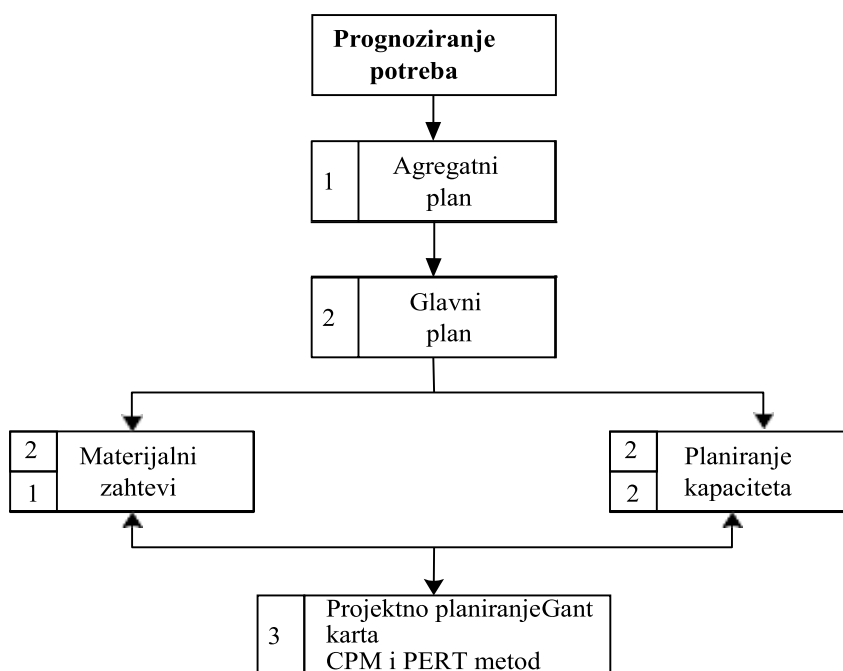 Prognoziranje
potreba
1
Agregatni
plan
2
Glavni
plan
2
1
Materijalni
zahtevi
2
2
Planiranje
kapaciteta
3
Projektno planiranjeGant
karta
CPM i PERT metod